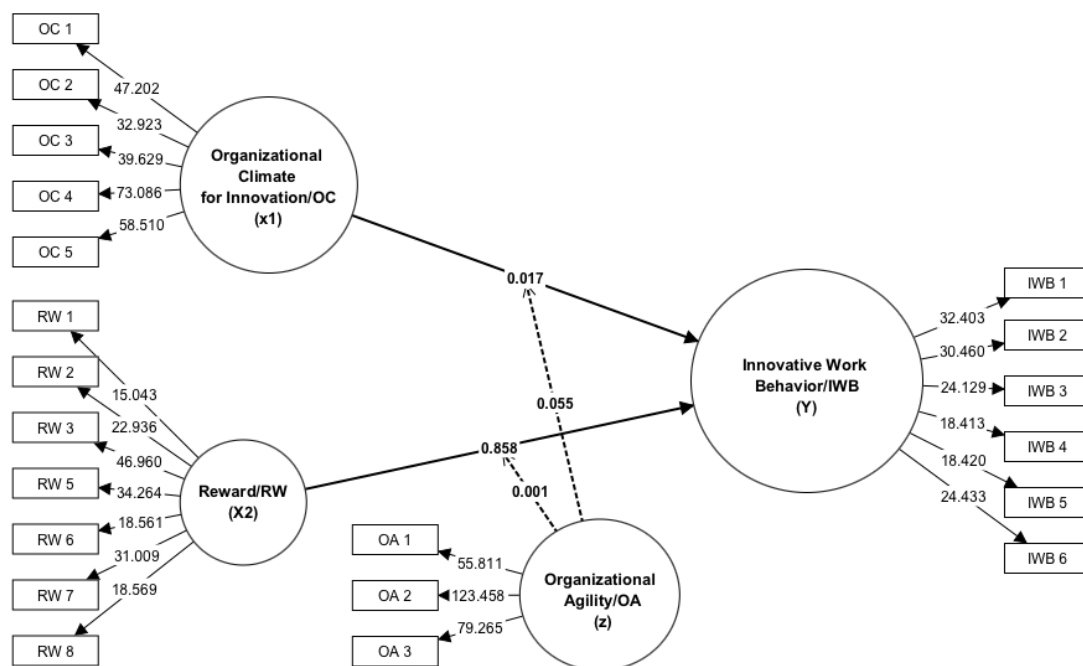 OC 1
OC 2
OC 3
OC 4
OC 5
47.202
32.923
39.629
73.086
58.510
Organizational
Climate
for Innovation/OC
(x1)
0.017
RW 1
RW 2
RW 3
RW 5
RW 6
RW 7
RW 8
15.043
22.936
46.960
34.264
18.561
31.009
18.569
Reward/RW
(X2)
0.858
0.055
0.001
OA 1
OA 2
OA 3
55.811
123.458
79.265
Organizational
Agility/OA
(z)
Innovative Work
Behavior/IWB
(Y)
32.403
30.460
24.129
18.413
18.420
24.433
IWB 1
IWB 2
IWB 3
IWB 4
IWB 5
IWB 6